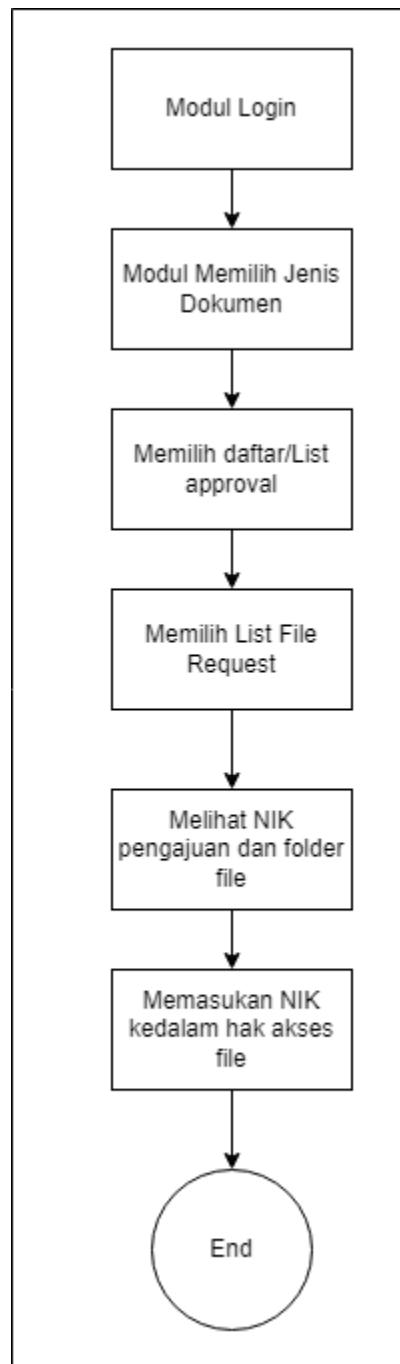 Modul Login
Modul Memilih Jenis
Dokumen
Memilih daftar/List
approval
Memilih List File
Request
Melihat NIK
pengajuan dan folder
file
Memasukan NIK
kedalam hak akses
file
End